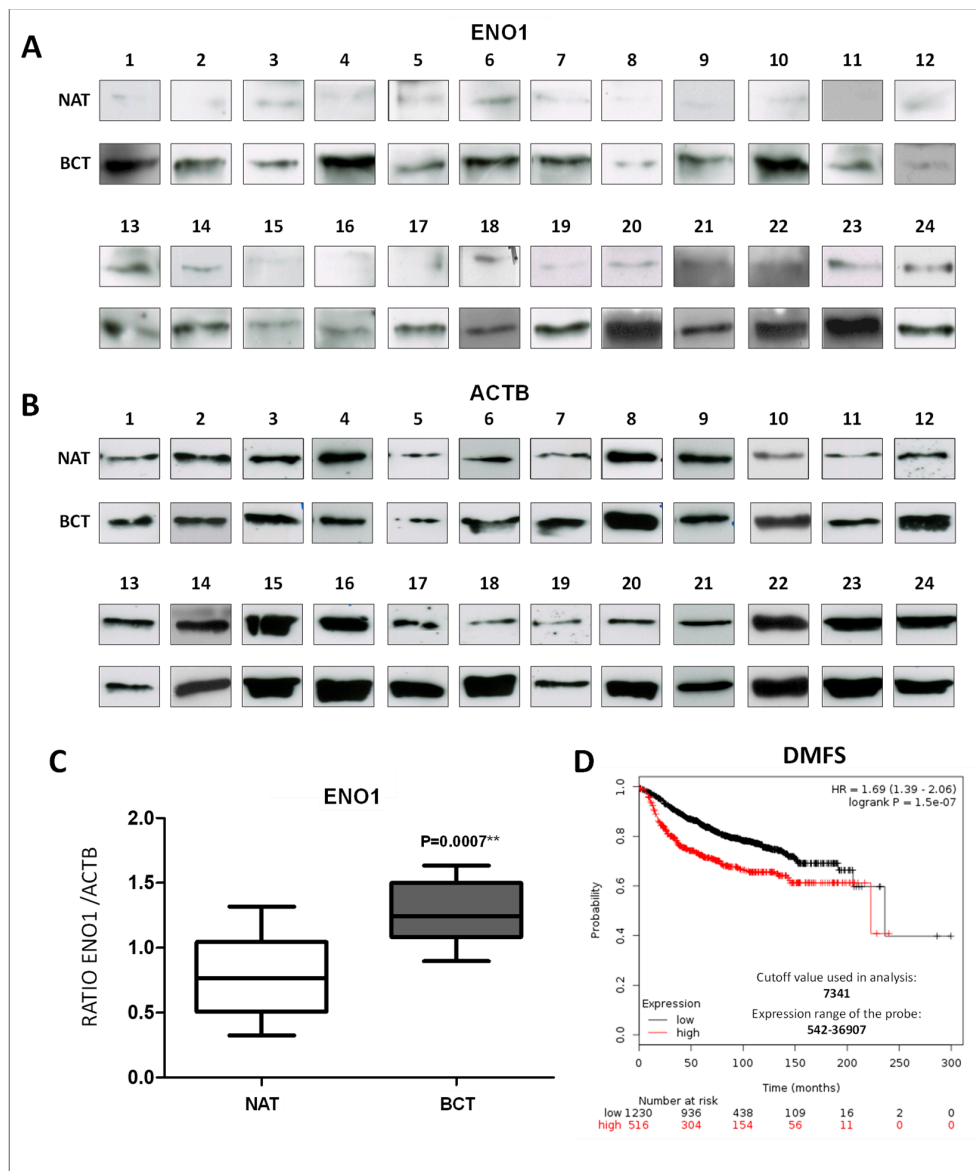 A
ENO1
1 2 3 4 5 6 7 8 9 10 11 12
NAT
BCT
13 14 15 16 17 18 19 20 21 22 23 24
B
ACTB
1 2 3 4 5 6 7 8 9 10 11 12
NAT
BCT
13 14 15 16 17 18 19 20 21 22 23 24
C
ENO1
RATIO ENO1 /ACTB
2.0
1.5
1.0
0.5
0.0
P=0.0007**
NAT BCT
D
DMFS
HR = 1.69 (1.39 - 2.06)
logrank P = 1.5e-07
Probability
1.0
0.8
0.6
0.4
0.2
0.0
Cutoff value used in analysis:
7341
Expression range of the probe:
542-36907
Expression
low
high
0 50 100 150 200 250 300
Time (months)
Number at risk
low 1230 936 438 109 16 2 0
high 516 304 154 56 11 0 0